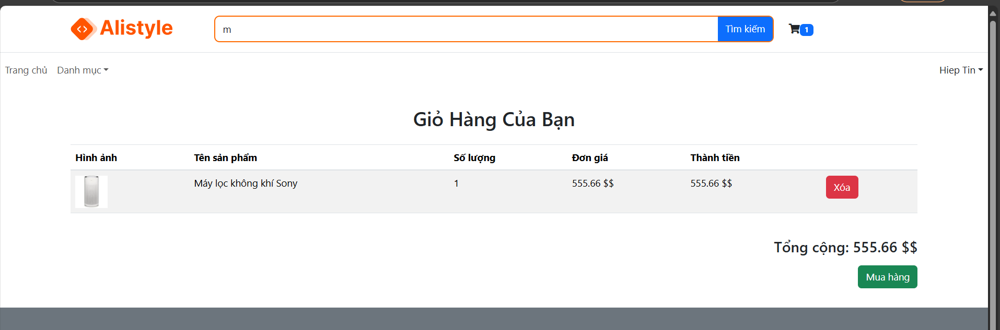 Alistyle
m
Tìm kiếm
1
Trang chủ Danh mục
Hiep Tin
Giỏ Hàng Của Bạn
Hình ảnh Tên sản phẩm Số lượng Đơn giá Thành tiền
Máy lọc không khí Sony 1 555.66 $$ 555.66 $$ Xóa
Tổng cộng: 555.66 $$
Mua hàng